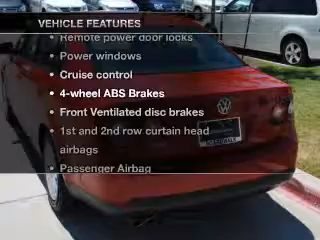 VEHICLE FEATURES
• Remote power door locks
• Power windows
• Cruise control
• 4-wheel ABS Brakes
• Front Ventilated disc brakes
• 1st and 2nd row curtain head
airbags
• Passenger Airbag